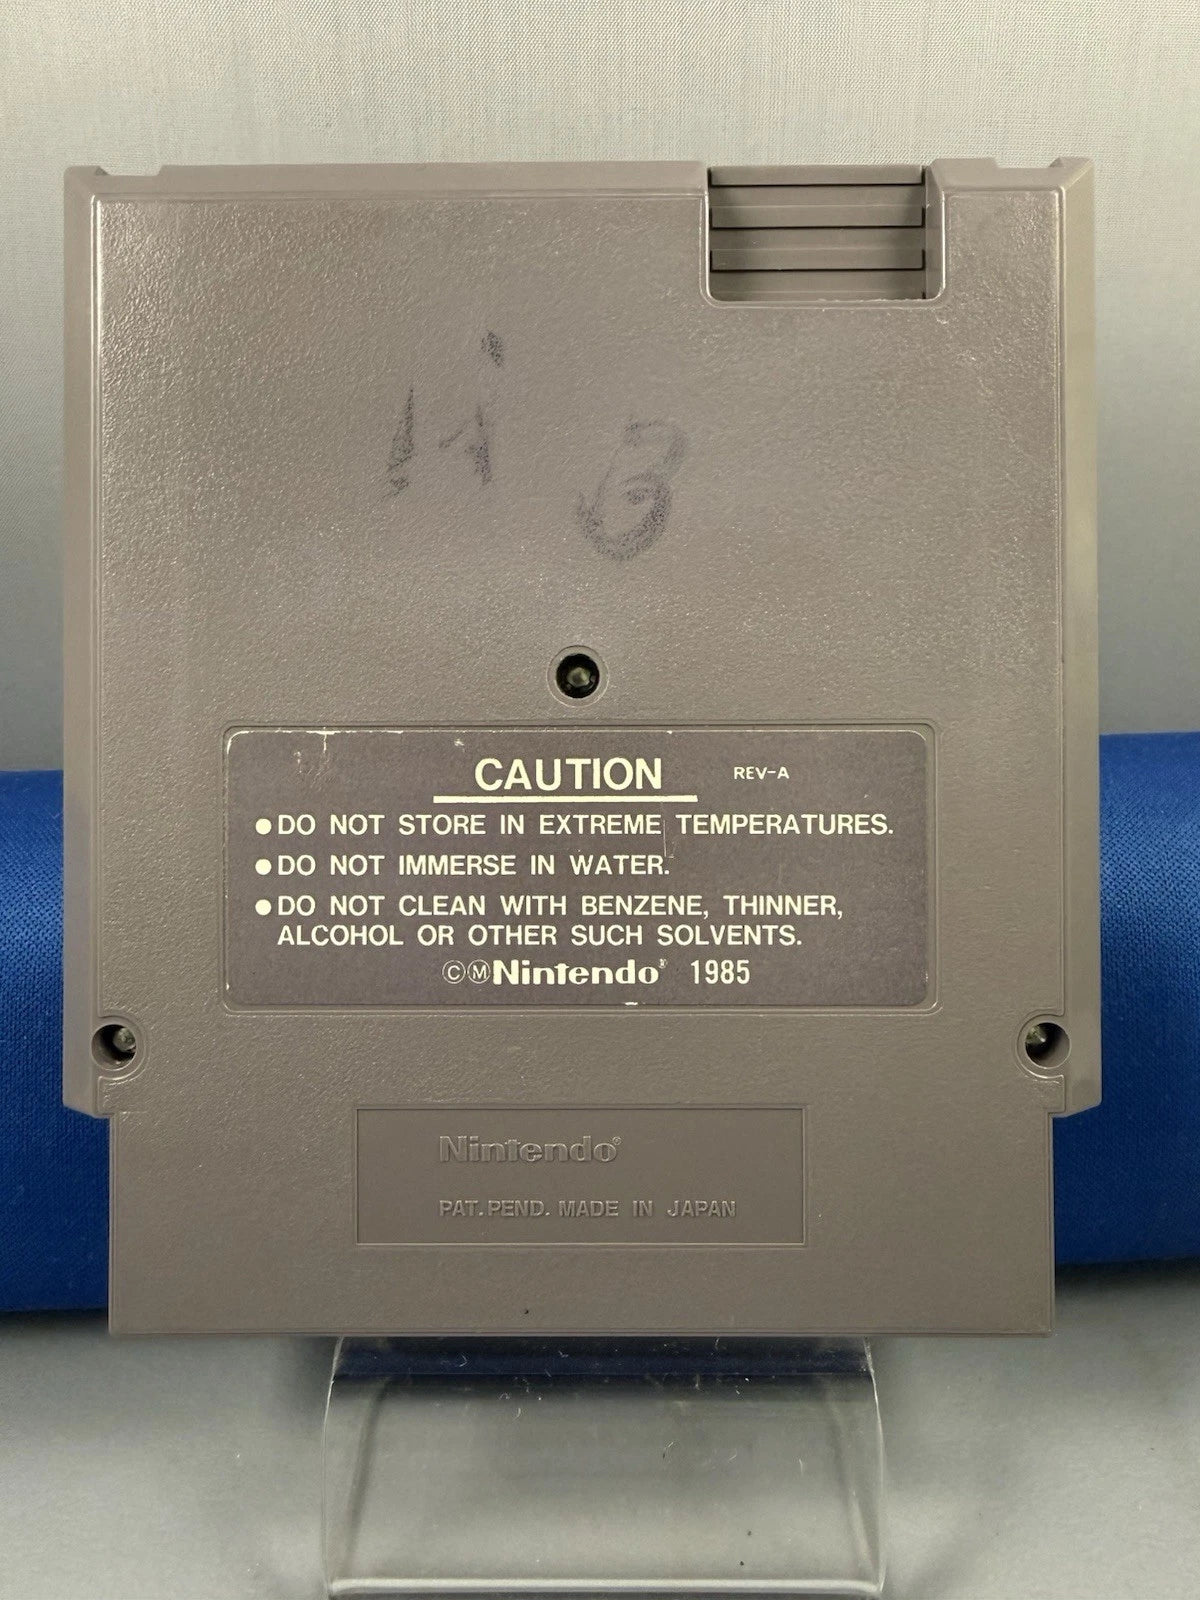 CAUTION REV-A
●DO NOT STORE IN EXTREME TEMPERATURES.
●DO NOT IMMERSE IN WATER.
●DO NOT CLEAN WITH BENZENE, THINNER,
ALCOHOL OR OTHER SUCH SOLVENTS.
©ⓂNintendo® 1985
Nintendo®
PAT. PEND. MADE IN JAPAN